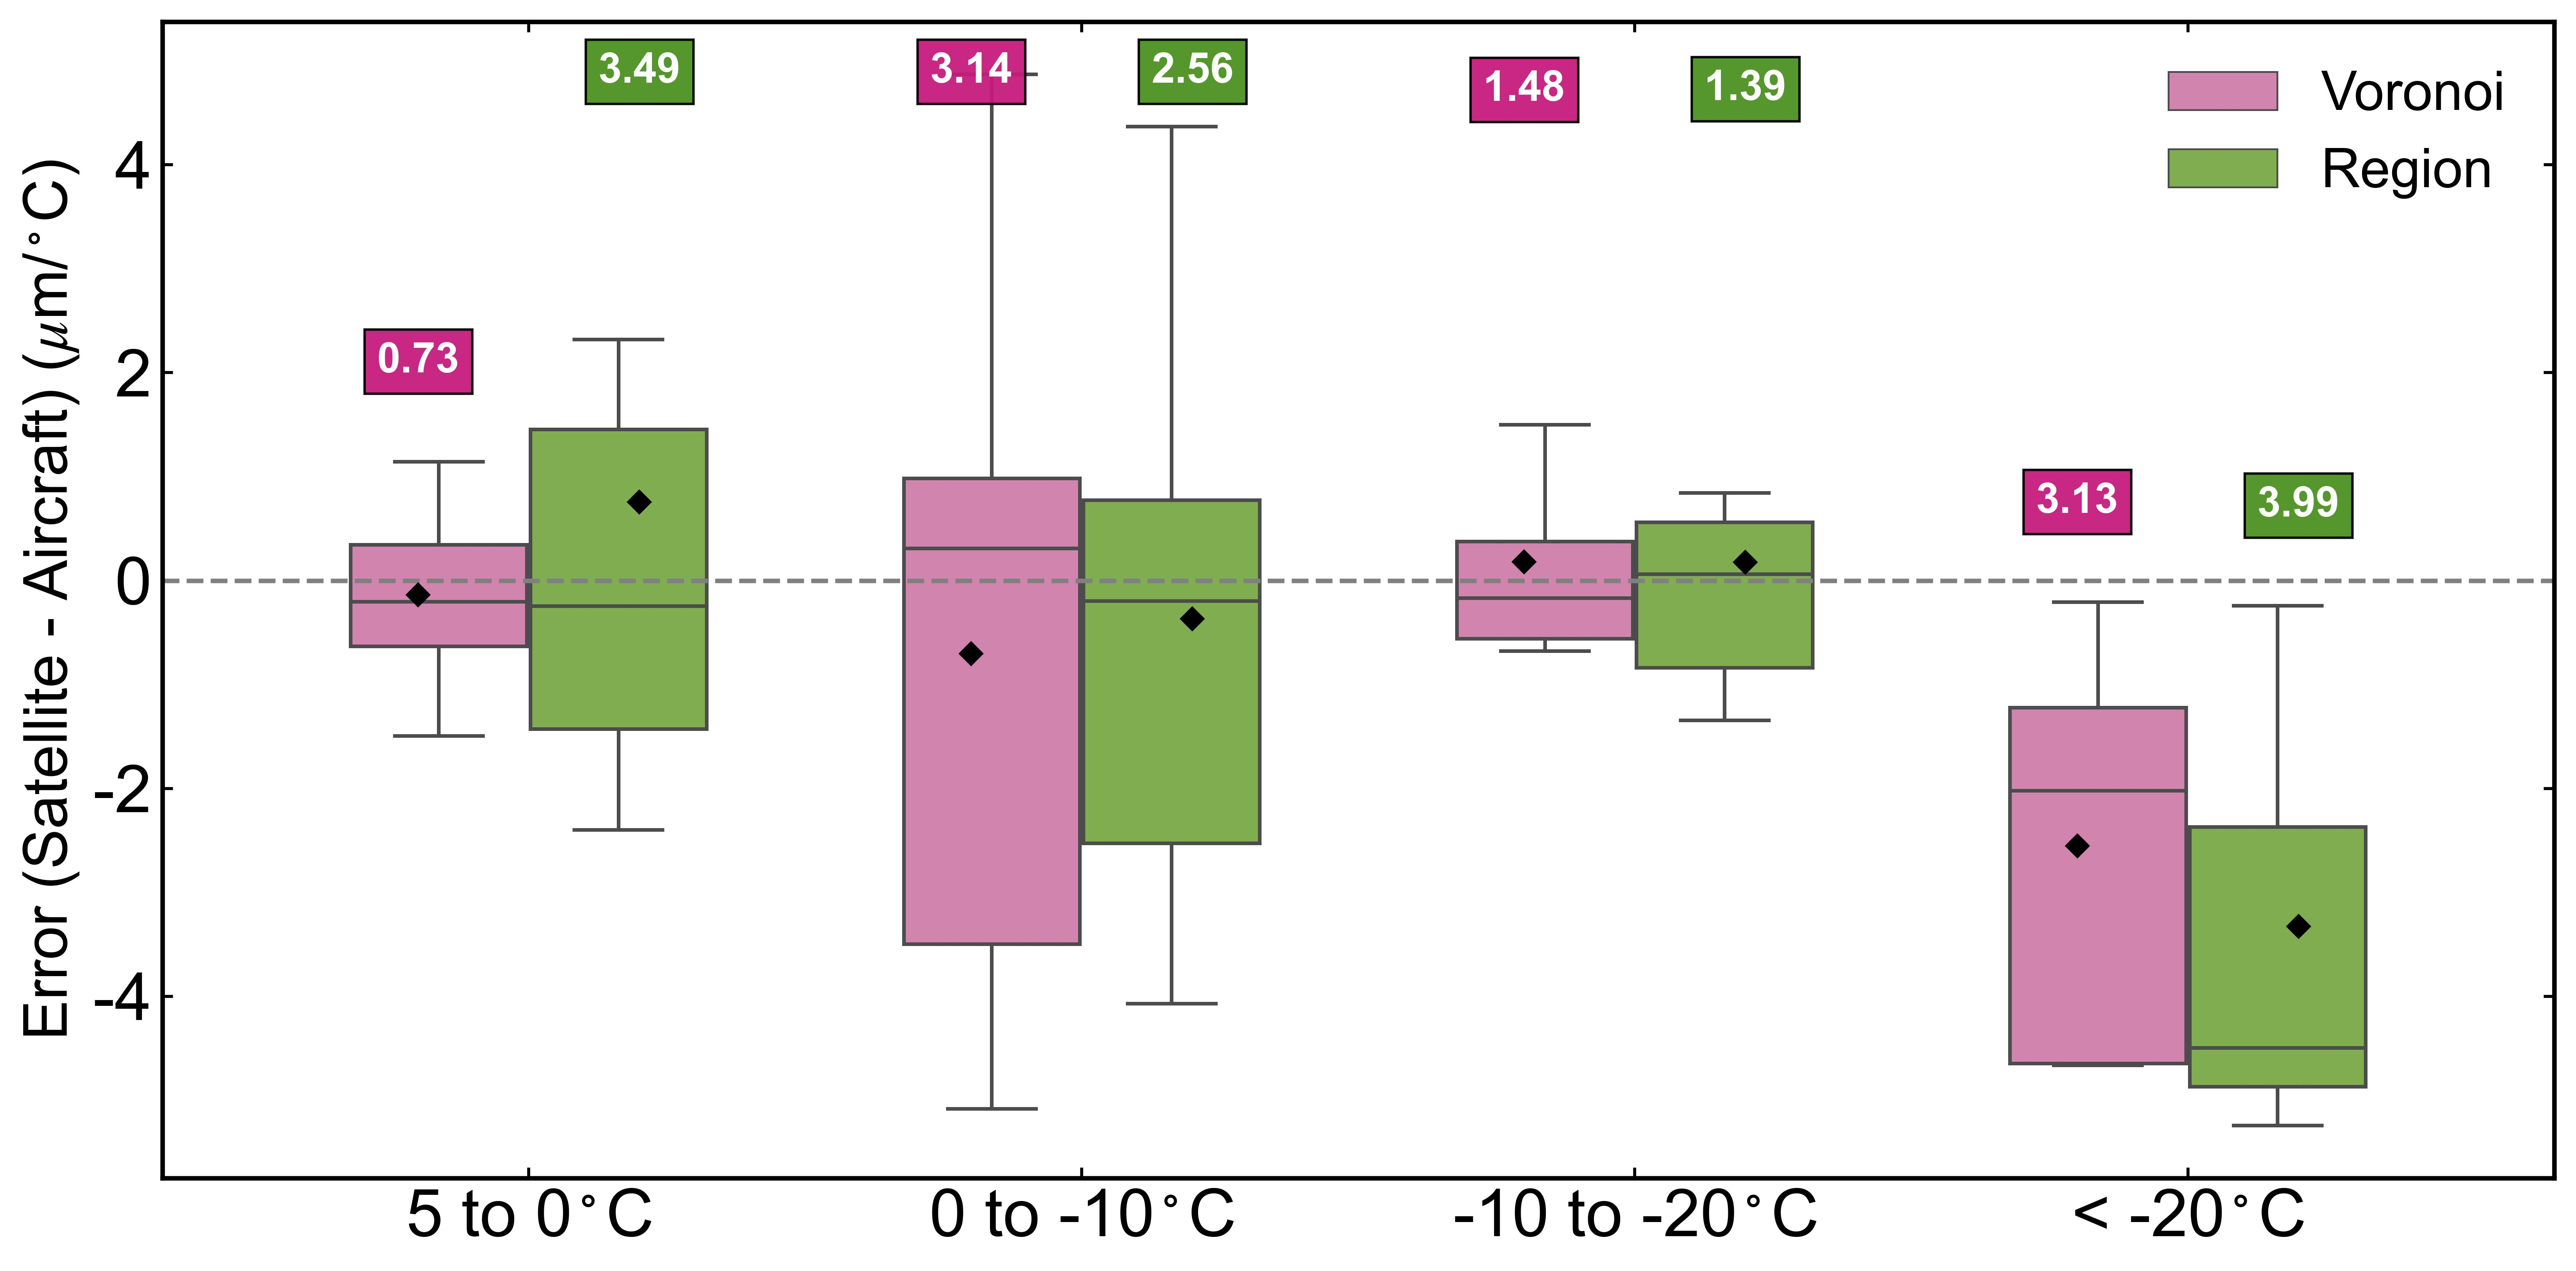 Error (Satellite - Aircraft) (μm/°C)
4
2
0
-2
-4
0.73
3.49
3.14
2.56
1.48
1.39
3.13
3.99
Voronoi
Region
5 to 0°C
0 to -10°C
-10 to -20°C
< -20°C